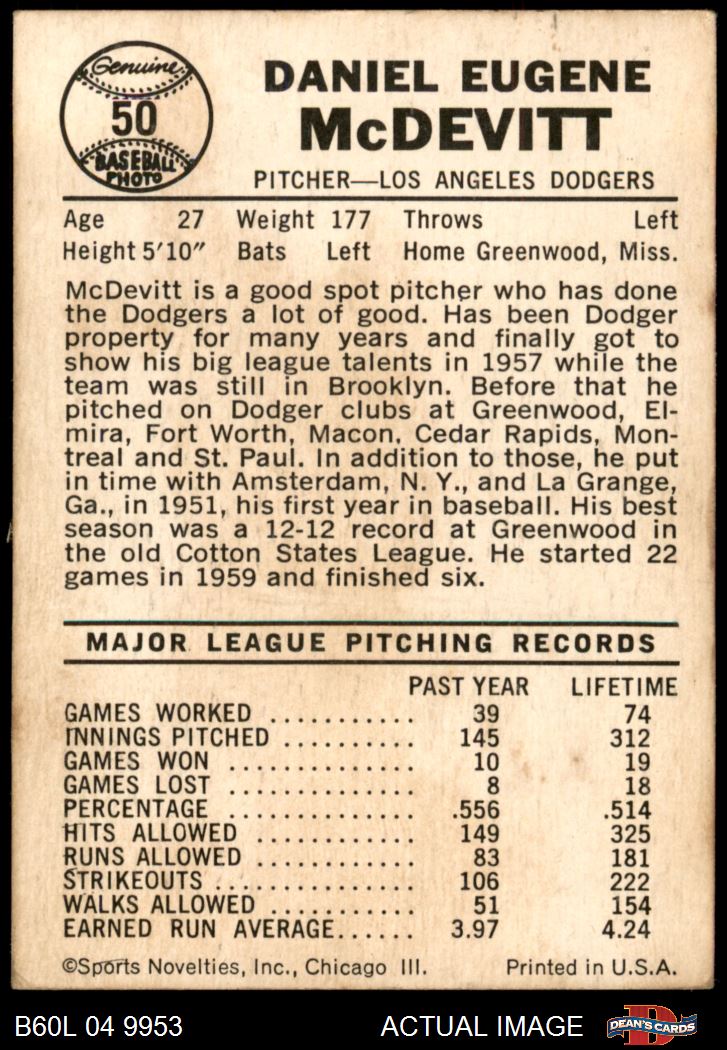 Genuine
50
BASEBALL
PHOTO
DANIEL EUGENE
McDEVITT
PITCHER—LOS ANGELES DODGERS
Age 27 Weight 177 Throws Left
Height 5'10" Bats Left Home Greenwood, Miss.
McDevitt is a good spot pitcher who has done
the Dodgers a lot of good. Has been Dodger
property for many years and finally got to
show his big league talents in 1957 while the
team was still in Brooklyn. Before that he
pitched on Dodger clubs at Greenwood, El-
mira, Fort Worth, Macon, Cedar Rapids, Mon-
treal and St. Paul. In addition to those, he put
in time with Amsterdam, N. Y., and La Grange,
Ga., in 1951, his first year in baseball. His best
season was a 12-12 record at Greenwood in
the old Cotton States League. He started 22
games in 1959 and finished six.
MAJOR LEAGUE PITCHING RECORDS
PAST YEAR LIFETIME
GAMES WORKED ........... 39 74
INNINGS PITCHED .......... 145 312
GAMES WON .............. 10 19
GAMES LOST .............. 8 18
PERCENTAGE .............. .556 .514
HITS ALLOWED ............ 149 325
RUNS ALLOWED ............ 83 181
STRIKEOUTS ............... 106 222
WALKS ALLOWED ........... 51 154
EARNED RUN AVERAGE...... 3.97 4.24
©Sports Novelties, Inc., Chicago Ill. Printed in U.S.A.
B60L 04 9953 ACTUAL IMAGE D DEAN'S CARDS